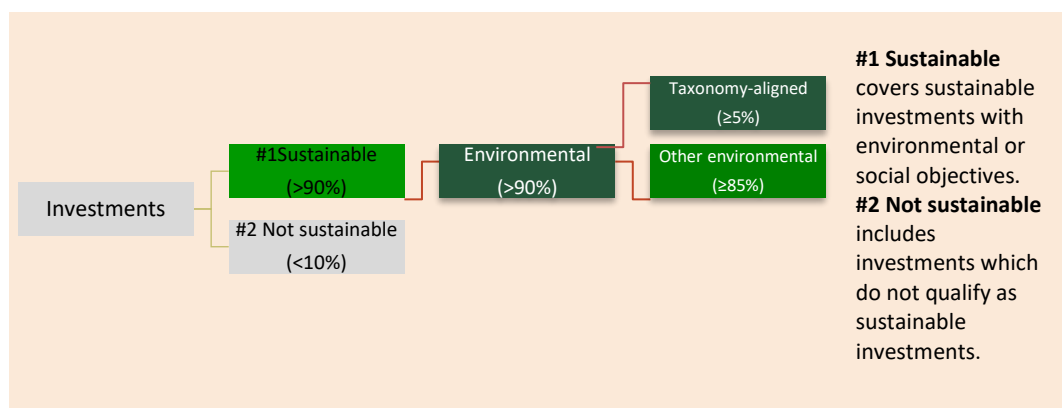 Investments
#1Sustainable
(>90%)
#2 Not sustainable
(<10%)
Environmental
(>90%)
Taxonomy-aligned
(≥5%)
Other environmental
(≥85%)
#1 Sustainable
covers sustainable
investments with
environmental or
social objectives.
#2 Not sustainable
includes
investments which
do not qualify as
sustainable
investments.